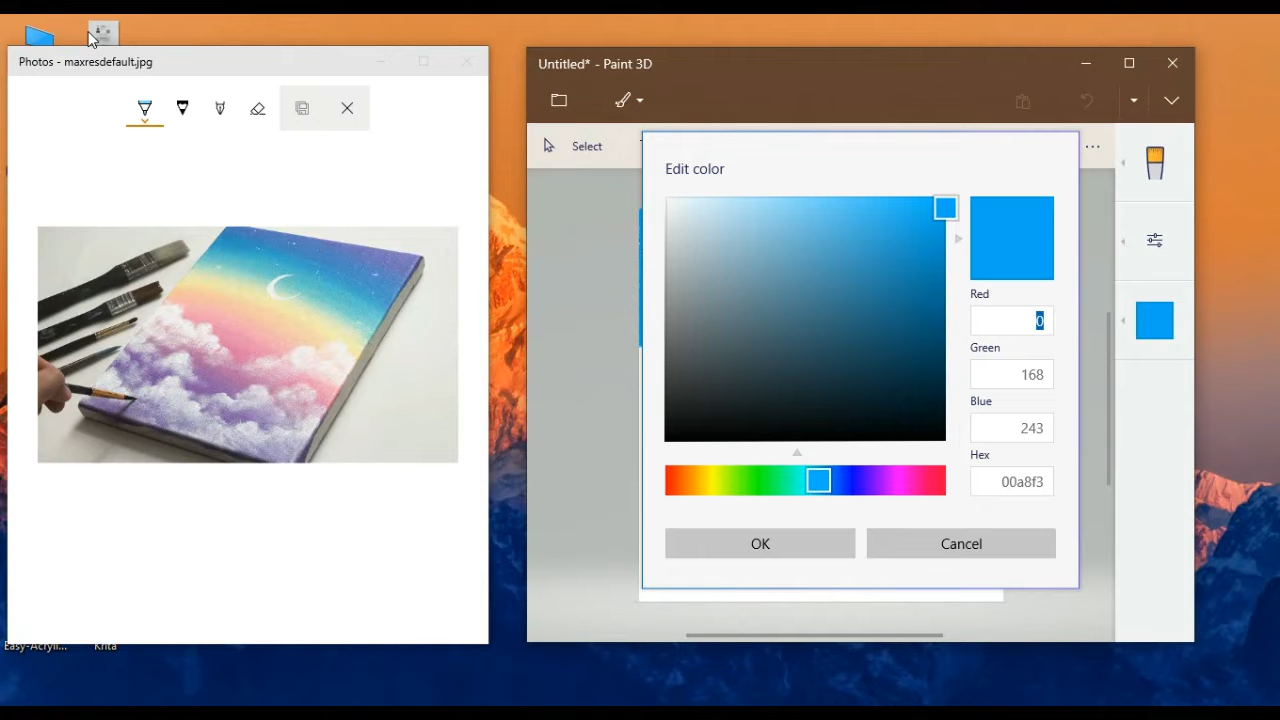 Photos - maxresdefault.jpg
Untitled* - Paint 3D
Select
Edit color
Red
0
Green
168
Blue
243
Hex
00a8f3
OK
Cancel
Easy-Acryli...
Krita